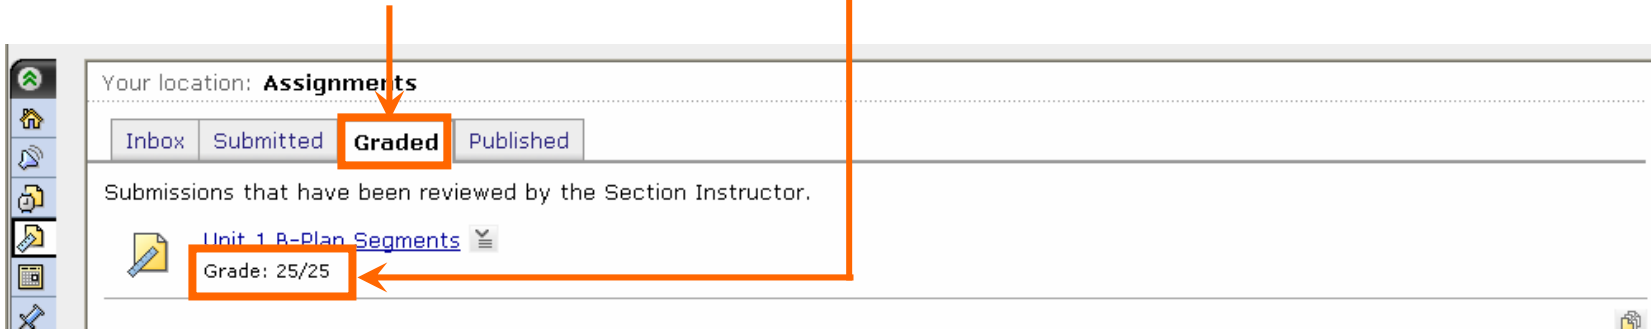 Your location: Assignments
Inbox Submitted Graded Published
Submissions that have been reviewed by the Section Instructor.
Unit 1 B-Plan Segments
Grade: 25/25